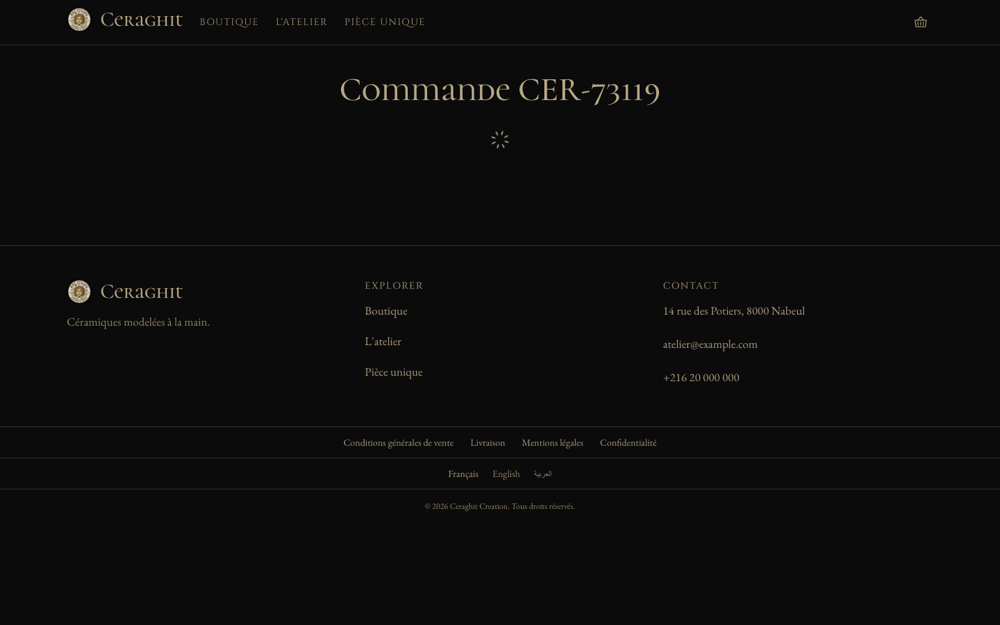 Ceraghit
BOUTIQUE L'ATELIER PIÈCE UNIQUE
Commande CER-73119
Ceraghit
Céramiques modelées à la main.
EXPLORER
Boutique
L'atelier
Pièce unique
CONTACT
14 rue des Potiers, 8000 Nabeul
atelier@example.com
+216 20 000 000
Conditions générales de vente Livraison Mentions légales Confidentialité
Français English العربية
© 2026 Ceraghit Creation. Tous droits réservés.